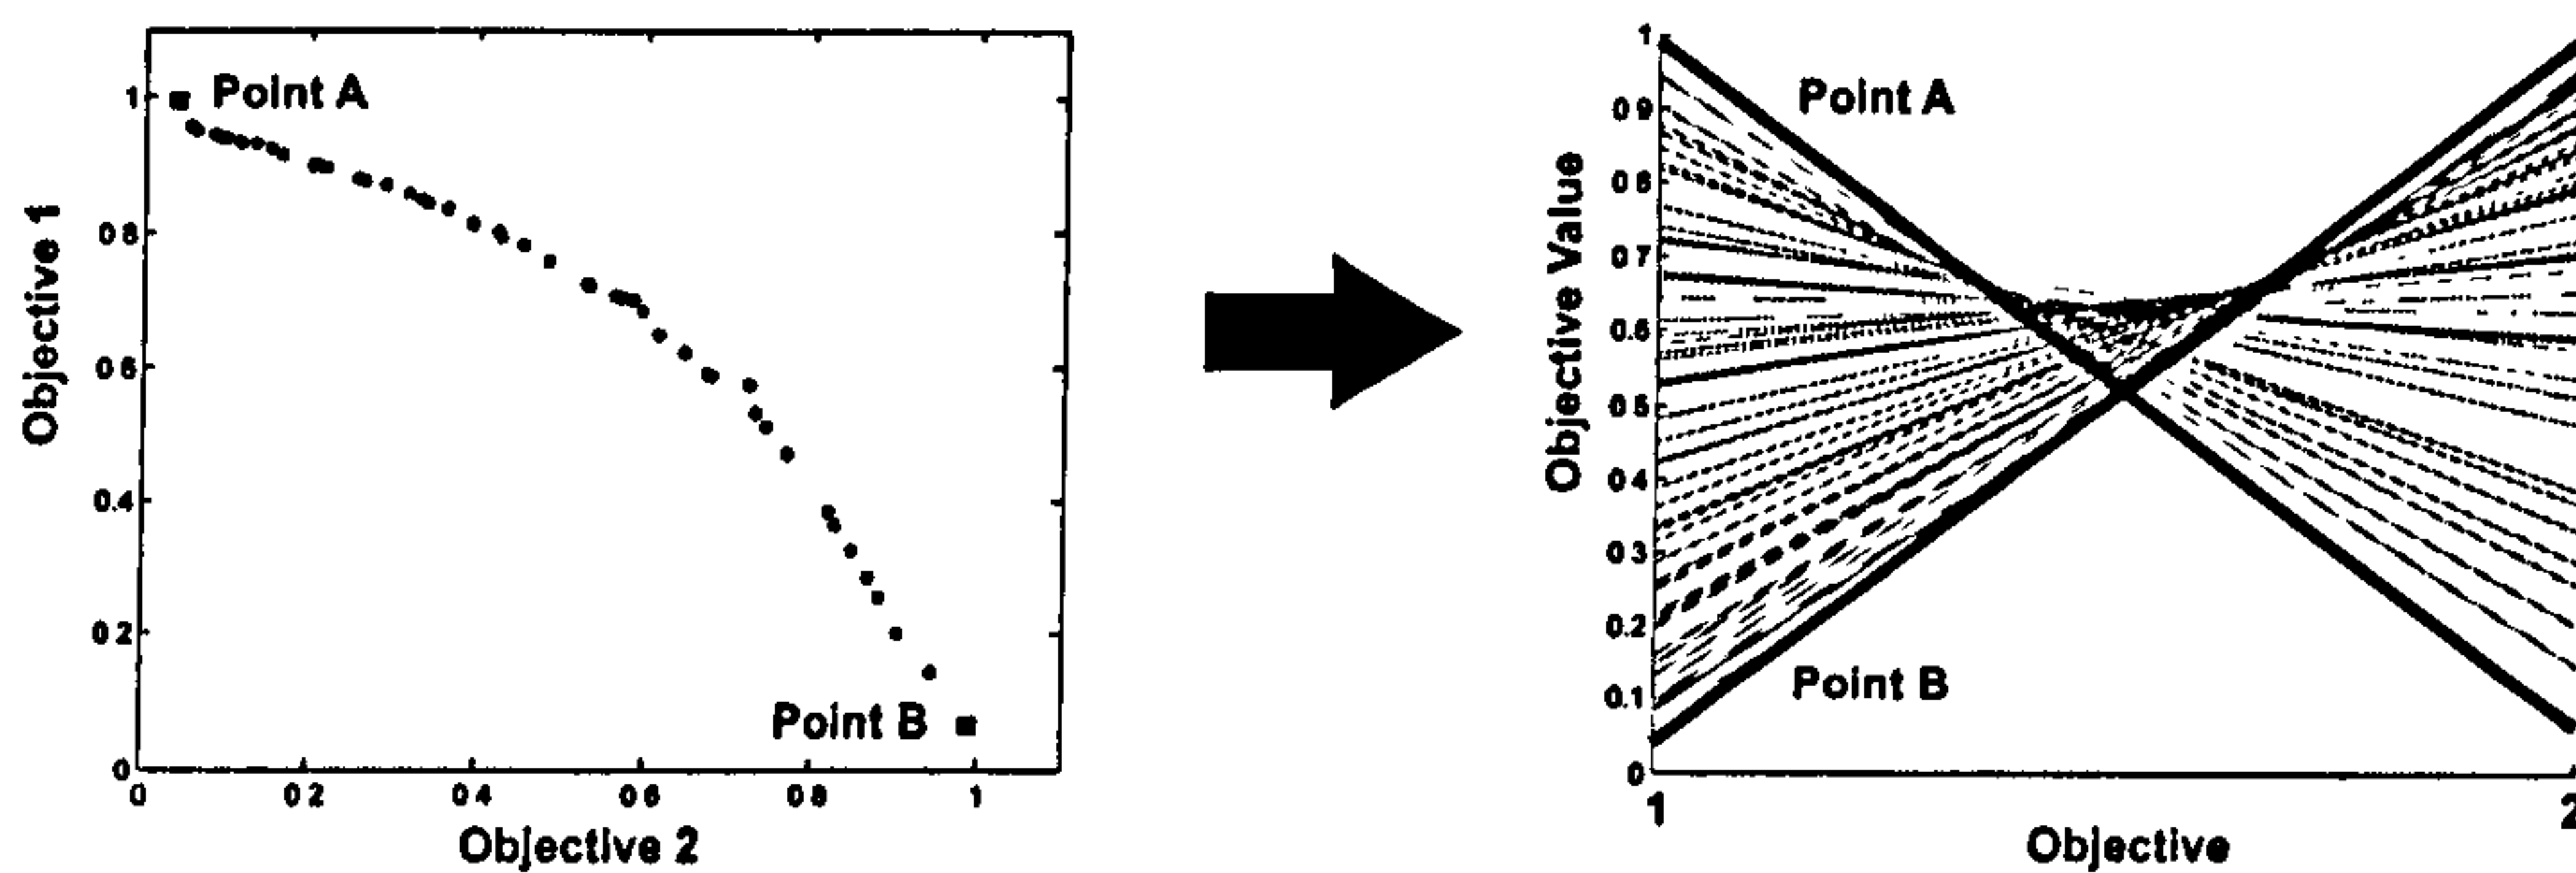 Point A
1
0 8
0 6
0.4
0 2
0
Objective 1
Point B
0 0 2 0 4 0 6 0 8 1
Objective 2
1
0 9
0 8
0 7
0.6
0 5
0 4
0 3
0.2
0.1
0
Objective Value
Point A
Point B
1 2
Objective